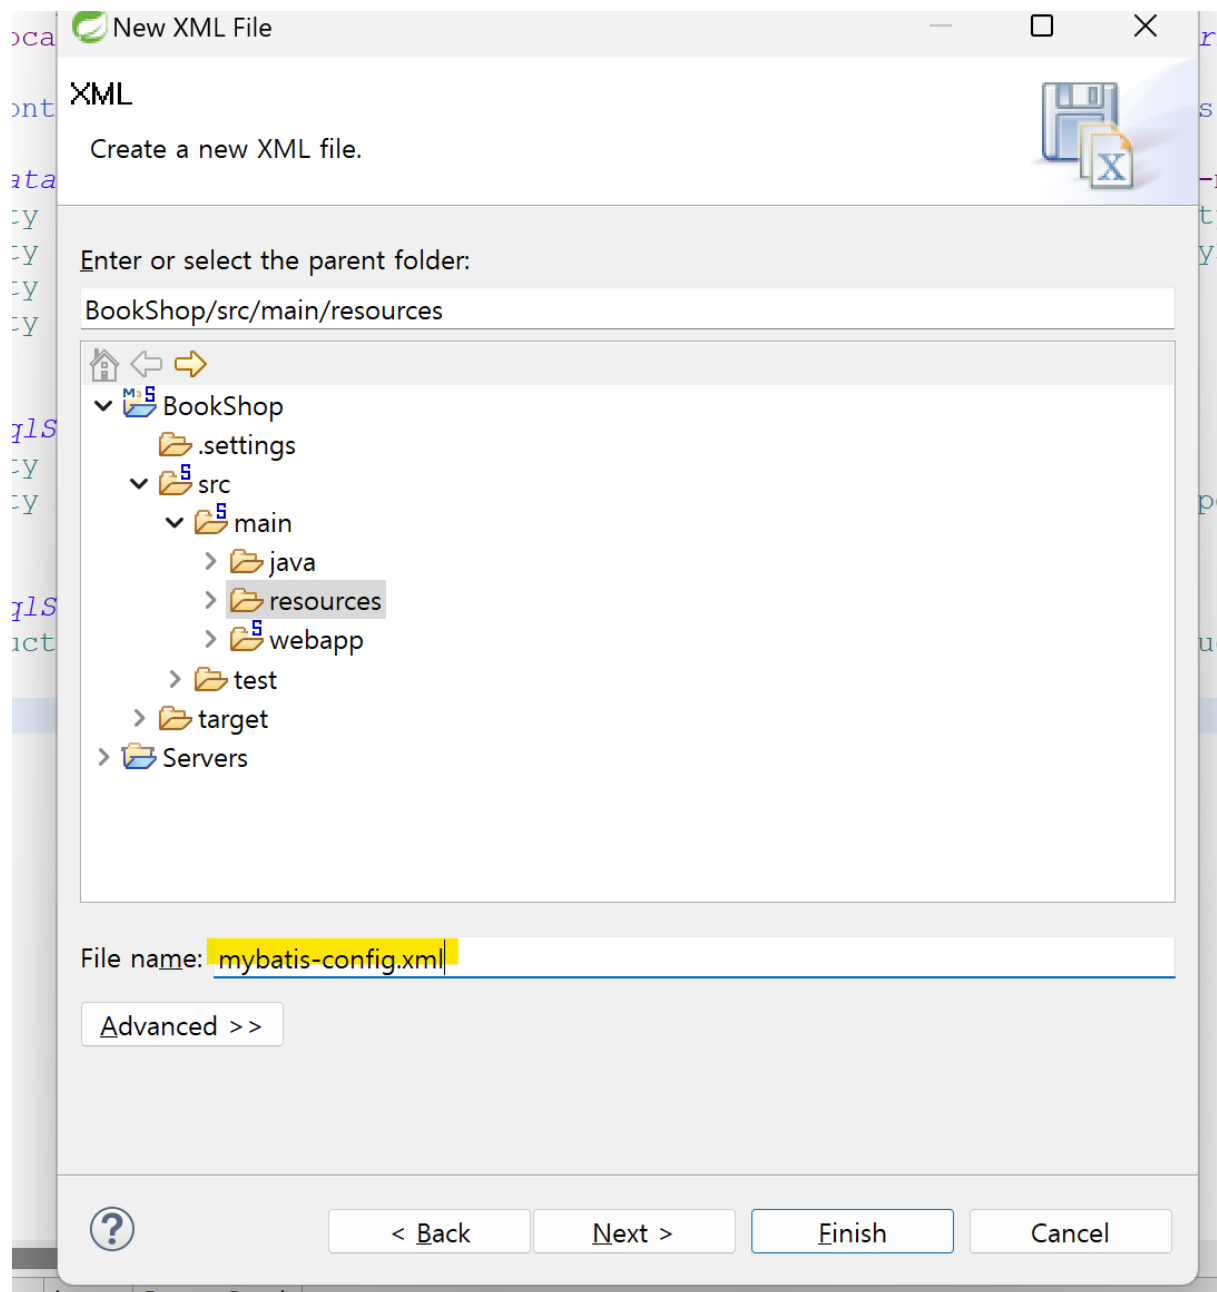 New XML File
XML
Create a new XML file.
Enter or select the parent folder:
BookShop/src/main/resources
BookShop
.settings
src
main
java
resources
webapp
test
target
Servers
File name: mybatis-config.xml
Advanced >>
< Back Next > Finish Cancel